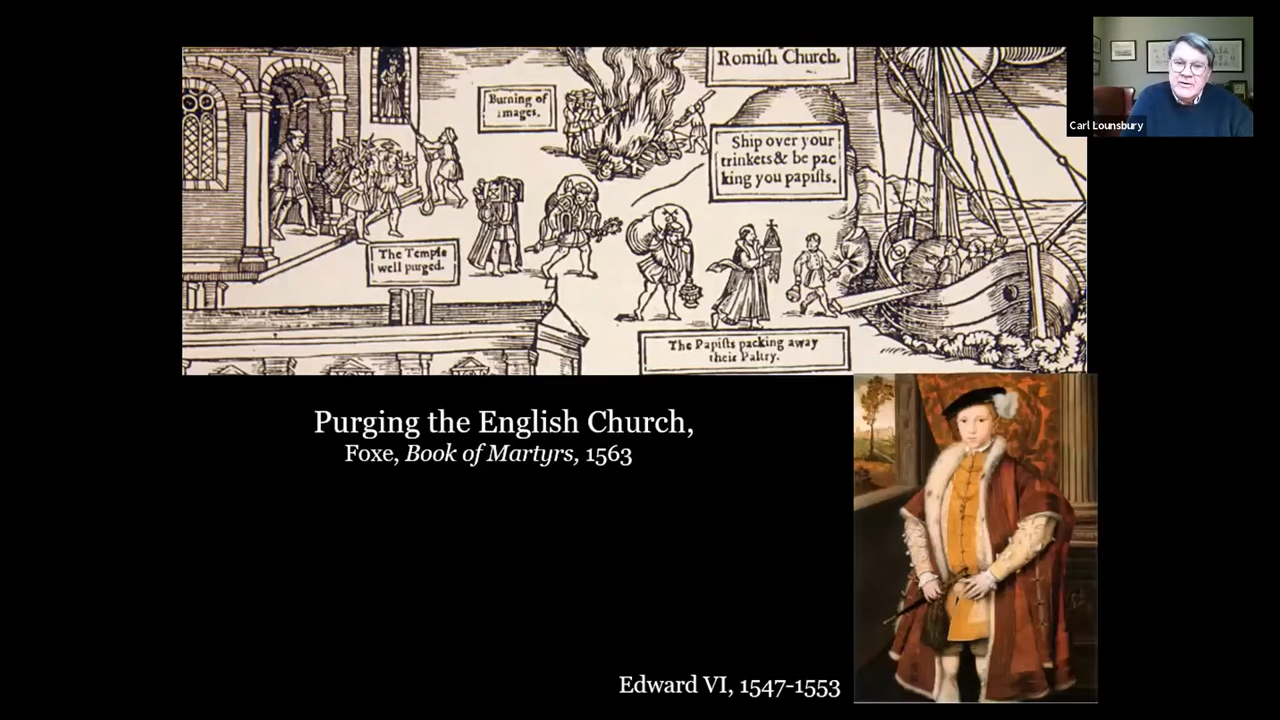 Romiſh Church.
Burning of
images.
Ship over your
trinkets & be pac
king you papiſts.
The Temple
well purged.
The Papiſts packing away
their Paltry.
Carl Lounsbury
Purging the English Church,
Foxe, Book of Martyrs, 1563
Edward VI, 1547-1553